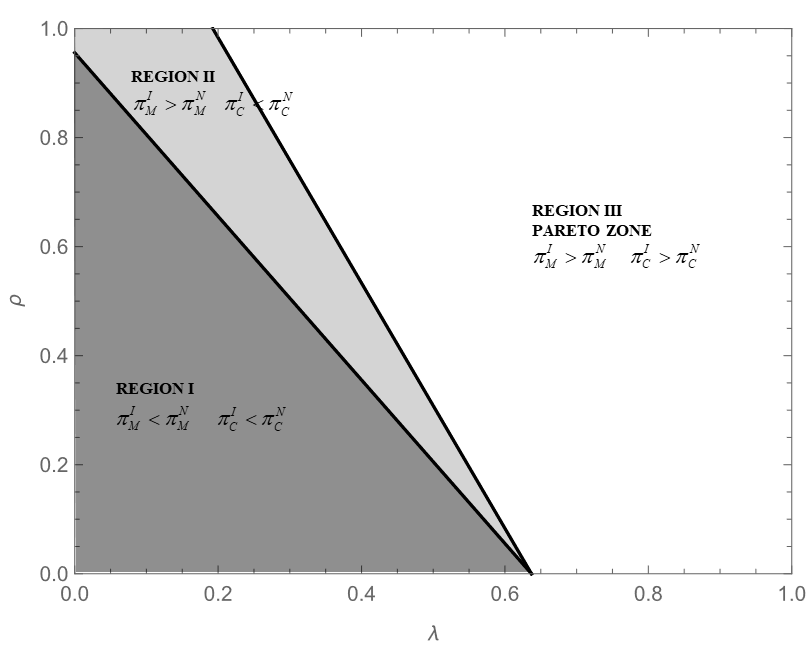 1.0
REGION II
π_M^I > π_M^N π_C^I < π_C^N
0.8
REGION III
PARETO ZONE
π_M^I > π_M^N π_C^I > π_C^N
0.6
ρ
0.4
REGION I
π_M^I < π_M^N π_C^I < π_C^N
0.2
0.0
0.0 0.2 0.4 0.6 0.8 1.0
λ